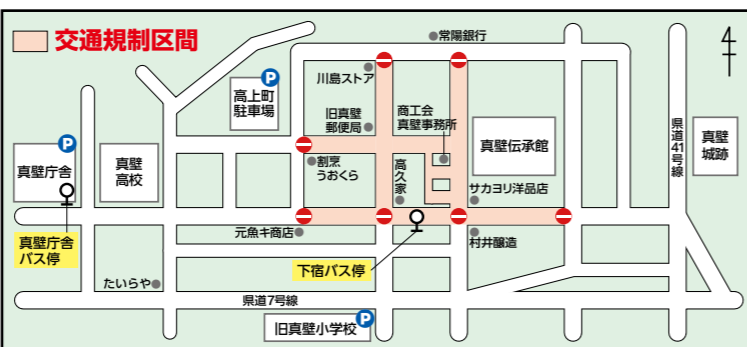 交通規制区間
常陽銀行
4
川島ストア
P
高上町
駐車場
旧真壁
郵便局
商工会
真壁事務所
真壁伝承館
県道41号線
真壁
城跡
P
真壁庁舎
真壁
高校
割烹
うおくら
高久家
サカヨリ洋品店
真壁庁舎
バス停
元魚キ商店
下宿バス停
村井醸造
たいらや
県道7号線
旧真壁小学校
P